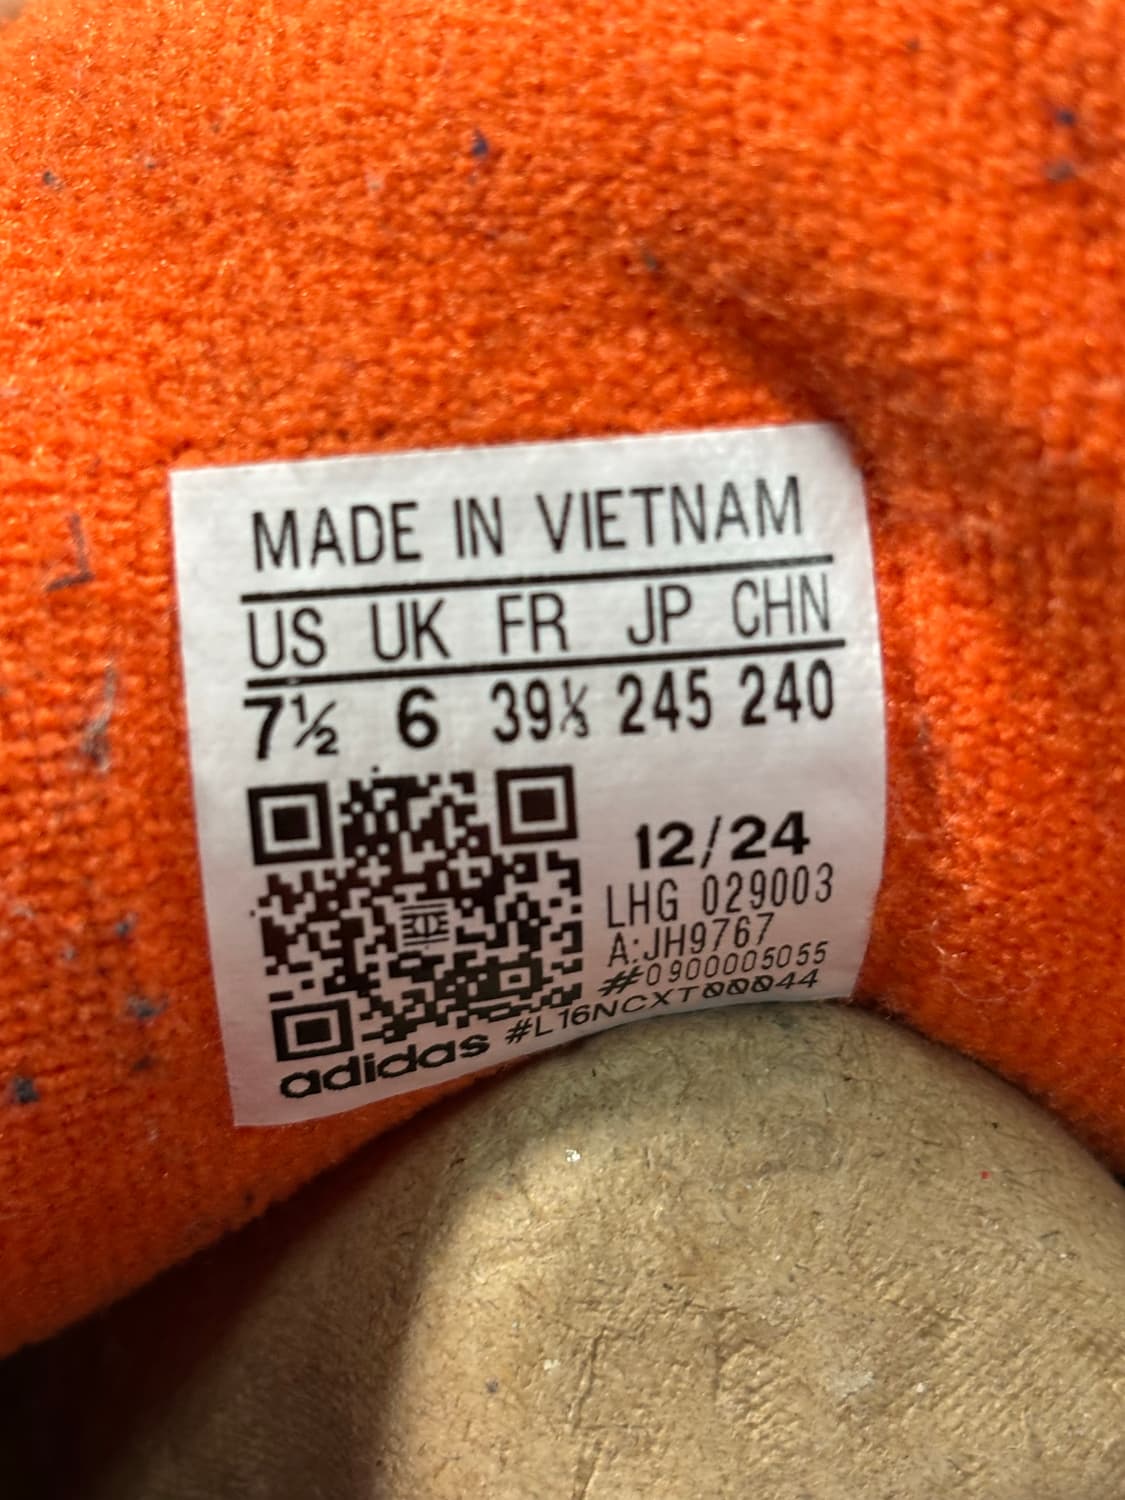 MADE IN VIETNAM
US UK FR JP CHN
7½ 6 39⅓ 245 240
12/24
LHG 029003
A:JH9767
#0900005055
adidas #L16NCXT00044